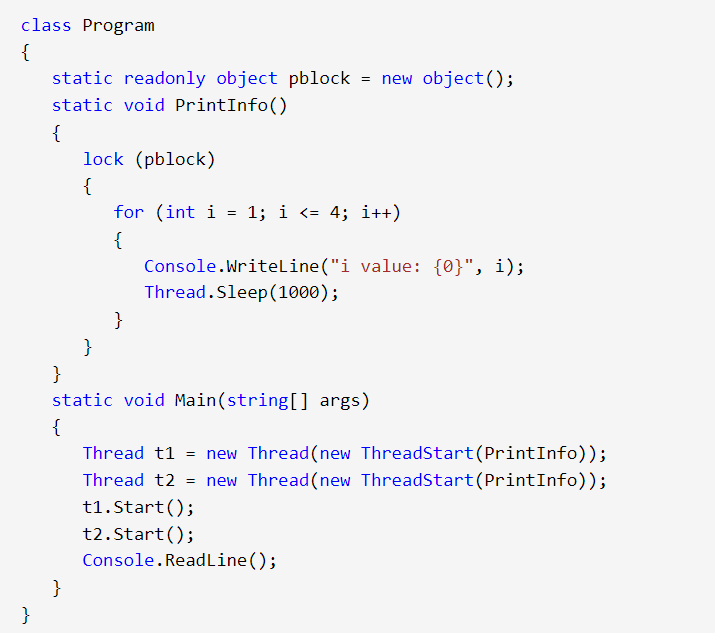 class Program
{
static readonly object pblock = new object();
static void PrintInfo()
{
lock (pblock)
{
for (int i = 1; i <= 4; i++)
{
Console.WriteLine("i value: {0}", i);
Thread.Sleep(1000);
}
}
}
static void Main(string[] args)
{
Thread t1 = new Thread(new ThreadStart(PrintInfo));
Thread t2 = new Thread(new ThreadStart(PrintInfo));
t1.Start();
t2.Start();
Console.ReadLine();
}
}